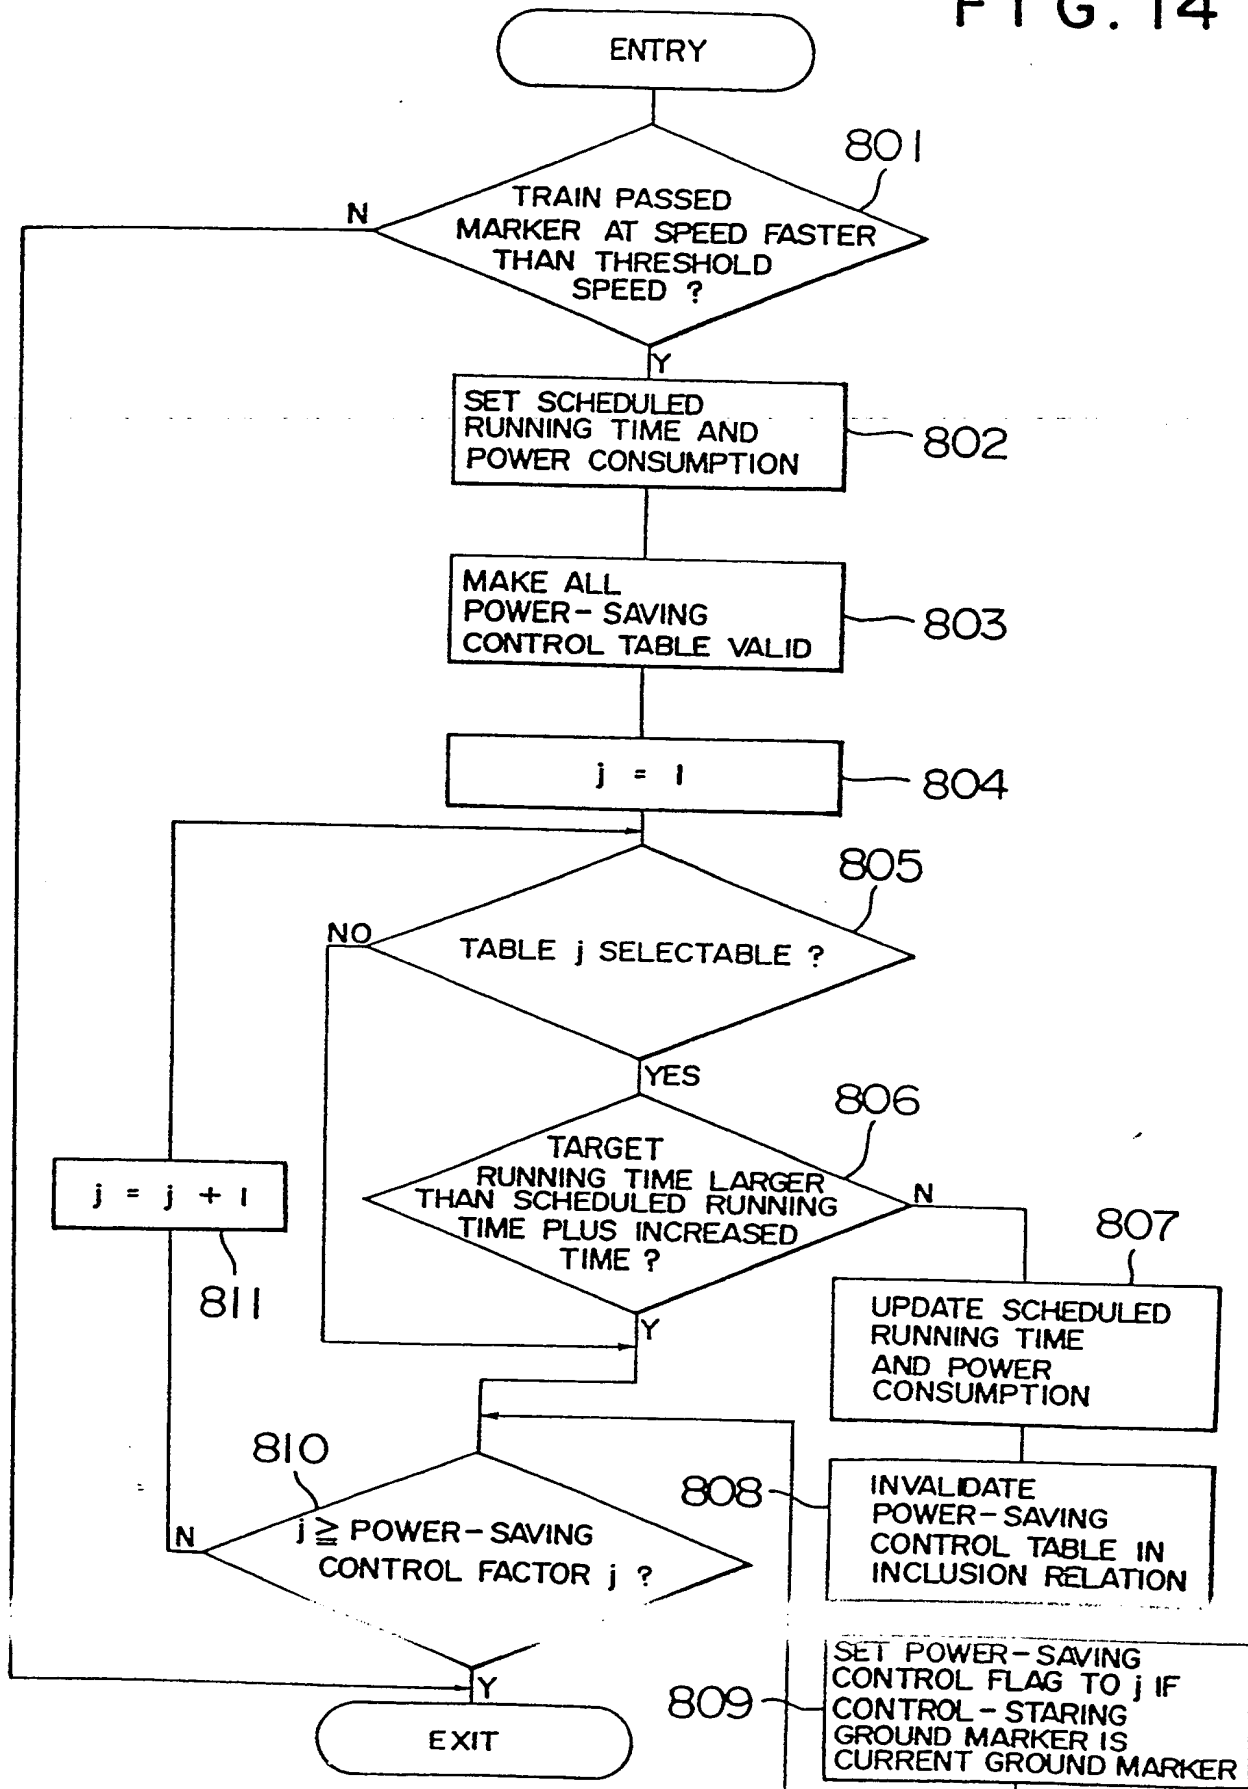 FIG. 14
ENTRY
801
N
TRAIN PASSED
MARKER AT SPEED FASTER
THAN THRESHOLD
SPEED ?
Y
SET SCHEDULED
RUNNING TIME AND
POWER CONSUMPTION
802
MAKE ALL
POWER-SAVING
CONTROL TABLE VALID
803
j = 1
804
805
NO
TABLE j SELECTABLE ?
YES
806
TARGET
RUNNING TIME LARGER
THAN SCHEDULED RUNNING
TIME PLUS INCREASED
TIME ?
N
j = j + 1
811
Y
807
UPDATE SCHEDULED
RUNNING TIME
AND POWER
CONSUMPTION
810
808
INVALIDATE
POWER-SAVING
CONTROL TABLE IN
INCLUSION RELATION
N
j ≧ POWER-SAVING
CONTROL FACTOR j ?
809
SET POWER-SAVING
CONTROL FLAG TO j IF
CONTROL-STARING
GROUND MARKER IS
CURRENT GROUND MARKER
Y
EXIT